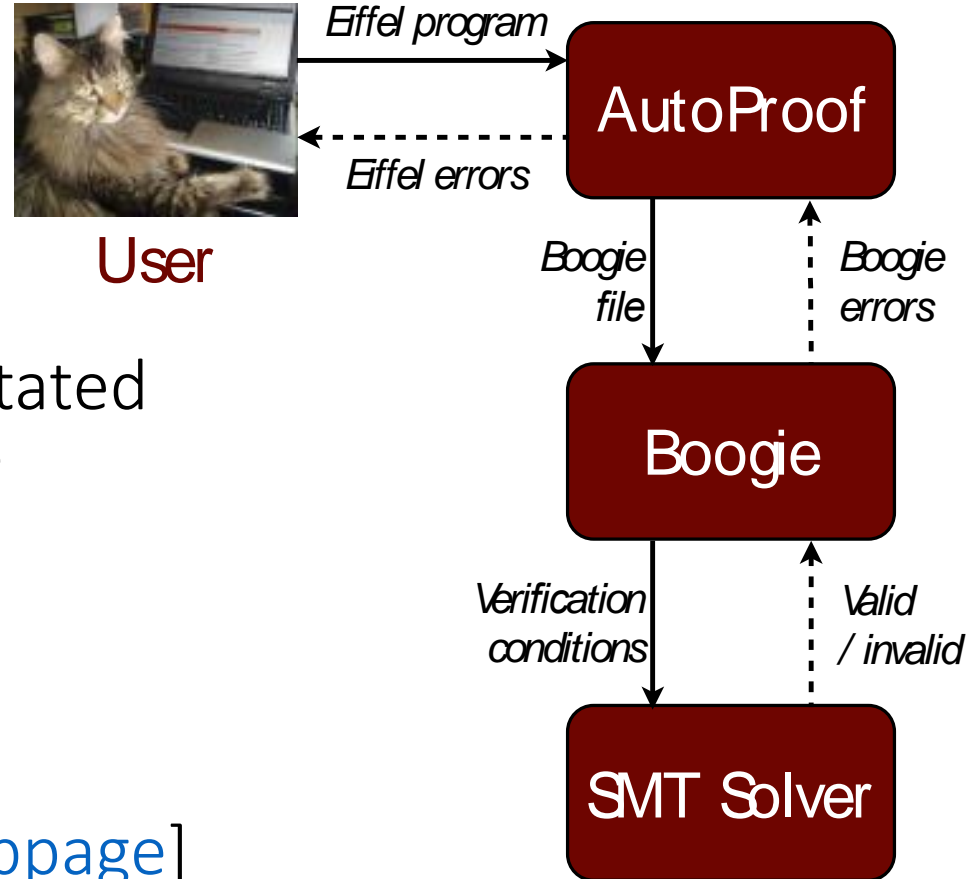 Eiffel program
AutoProof
Eiffel errors
User
Boogie
file
Boogie
errors
tated
Boogie
Verification
conditions
Valid
/ invalid
SMT Solver
opage]